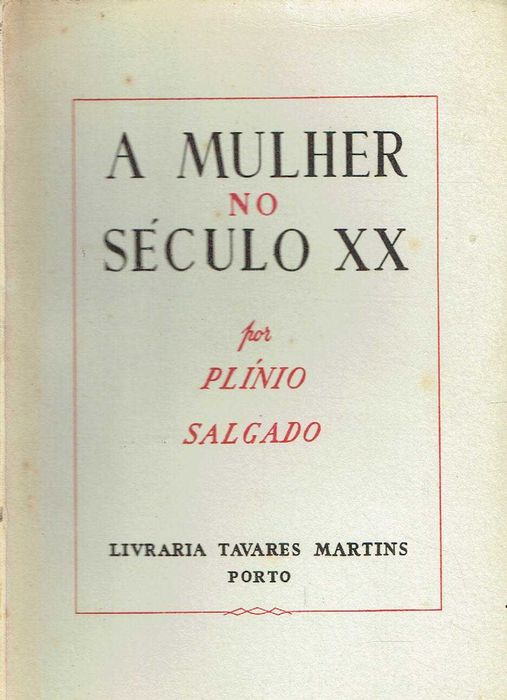 A MULHER
NO
SÉCULO XX
por
PLÍNIO
SALGADO
LIVRARIA TAVARES MARTINS
PORTO